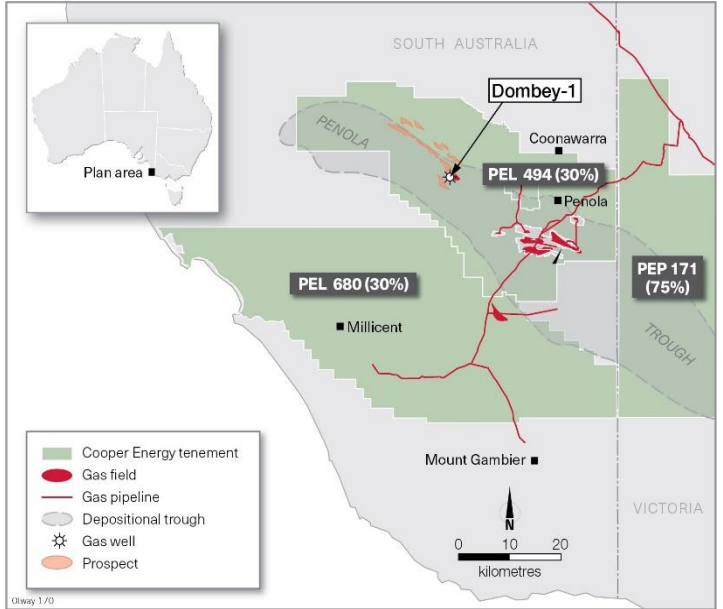 SOUTH AUSTRALIA
Dombey-1
PENOLA
Coonawarra
Plan area
PEL 494 (30%)
Penola
PEL 680 (30%)
PEP 171
(75%)
Millicent
TROUGH
Cooper Energy tenement
Gas field
Gas pipeline
Depositional trough
Gas well
Prospect
Mount Gambier
VICTORIA
N
0 10 20
kilometres
Otway 170